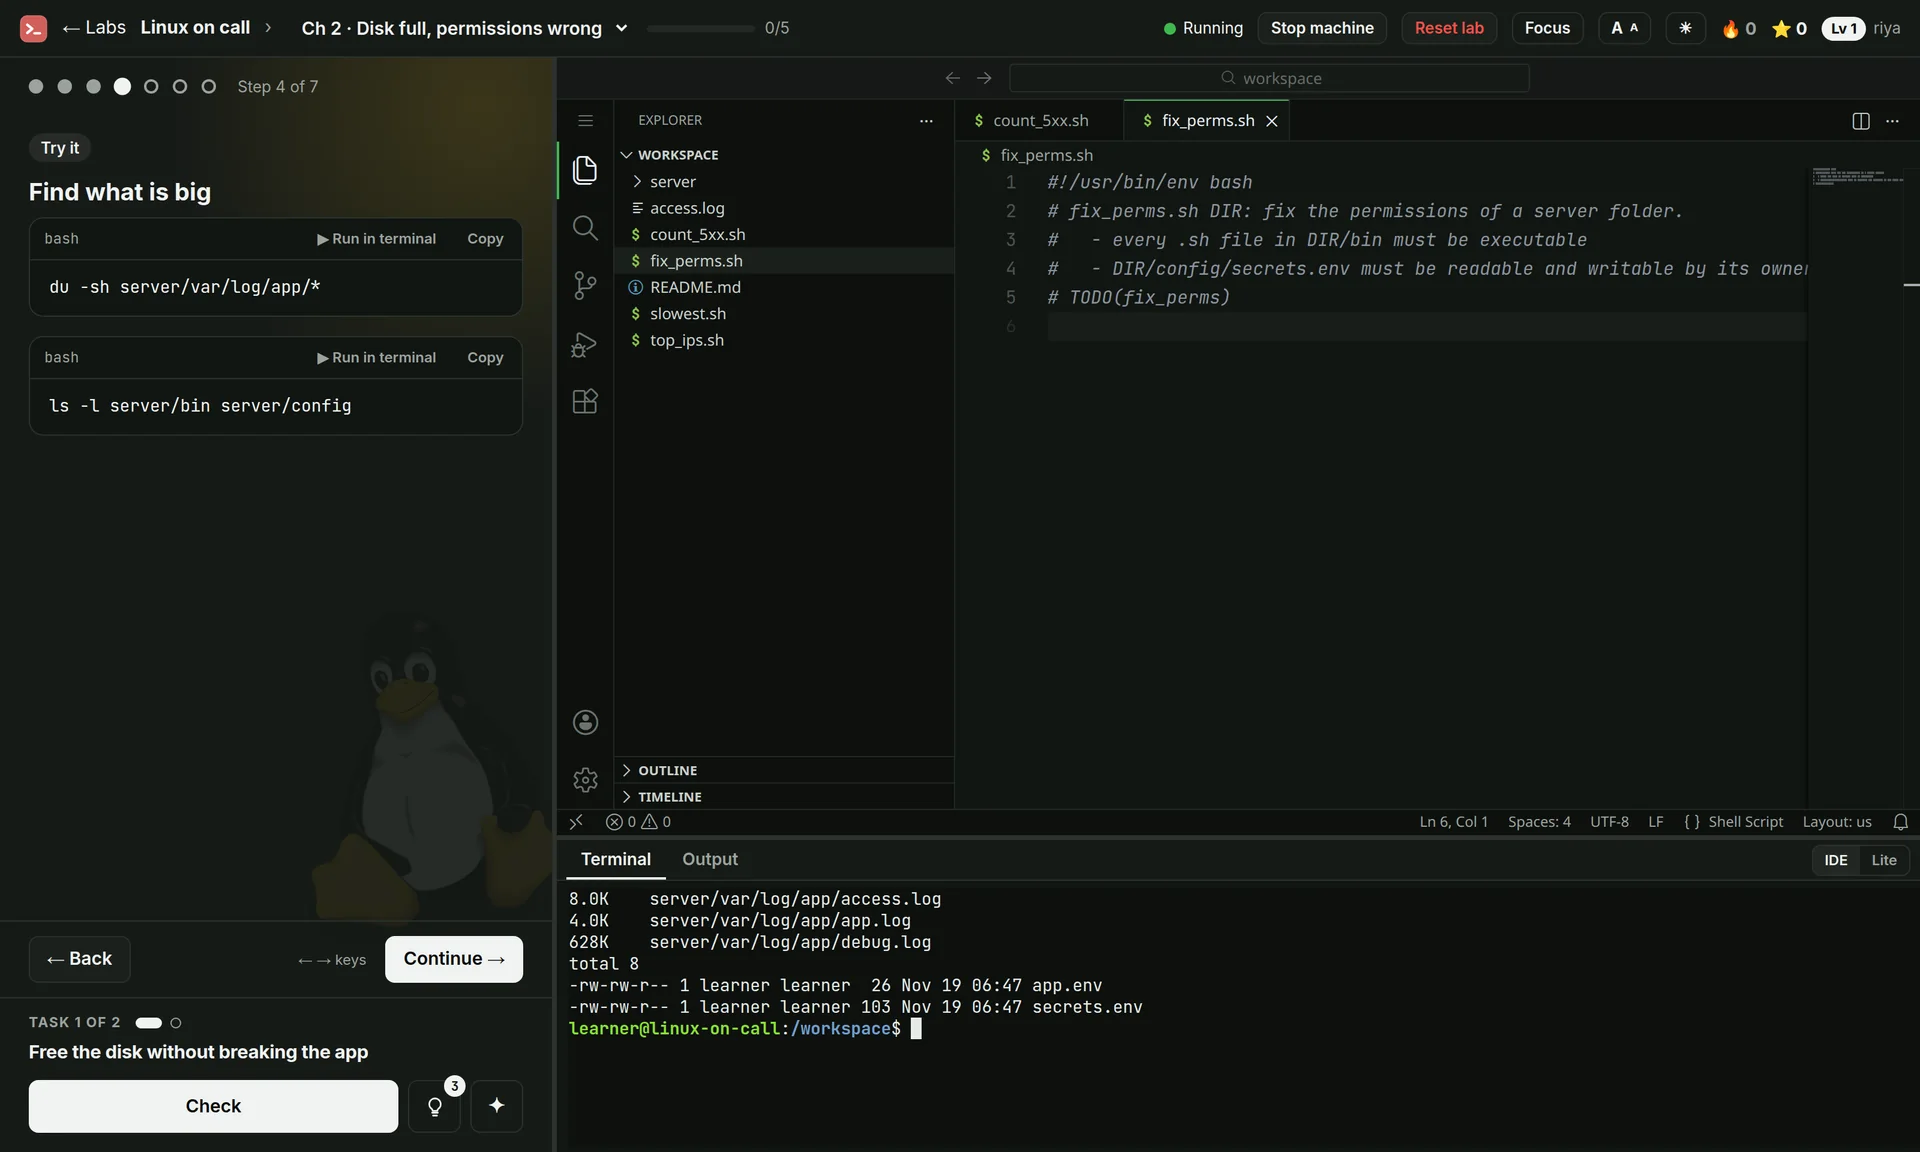 ← Labs Linux on call › Ch 2 · Disk full, permissions wrong 0/5 Running Stop machine Reset lab Focus A A 0 0 Lv 1 riya
Step 4 of 7
Try it
Find what is big
bash ▶ Run in terminal Copy
du -sh server/var/log/app/*
bash ▶ Run in terminal Copy
ls -l server/bin server/config
← Back ← → keys Continue →
TASK 1 OF 2
Free the disk without breaking the app
Check 3
← → workspace
EXPLORER ...
WORKSPACE
server
access.log
$ count_5xx.sh
$ fix_perms.sh
README.md
$ slowest.sh
$ top_ips.sh
OUTLINE
TIMELINE
$ count_5xx.sh $ fix_perms.sh ...
$ fix_perms.sh
1 #!/usr/bin/env bash
2 # fix_perms.sh DIR: fix the permissions of a server folder.
3 #   - every .sh file in DIR/bin must be executable
4 #   - DIR/config/secrets.env must be readable and writable by its owner
5 # TODO(fix_perms)
6
0 0 Ln 6, Col 1 Spaces: 4 UTF-8 LF { } Shell Script Layout: us
Terminal Output IDE Lite
8.0K    server/var/log/app/access.log
4.0K    server/var/log/app/app.log
628K    server/var/log/app/debug.log
total 8
-rw-rw-r-- 1 learner learner  26 Nov 19 06:47 app.env
-rw-rw-r-- 1 learner learner 103 Nov 19 06:47 secrets.env
learner@linux-on-call:/workspace$